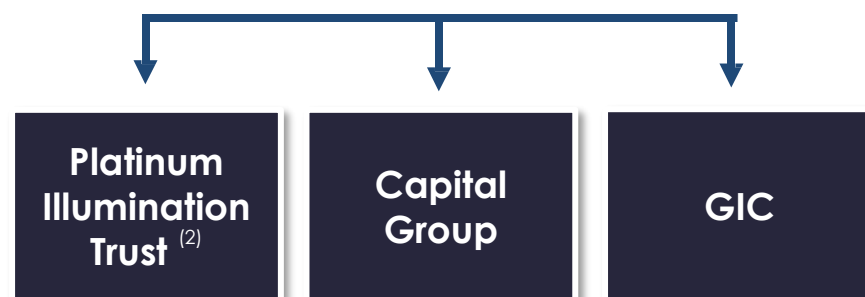 Platinum
Illumination
Trust (2)
Capital
Group
GIC